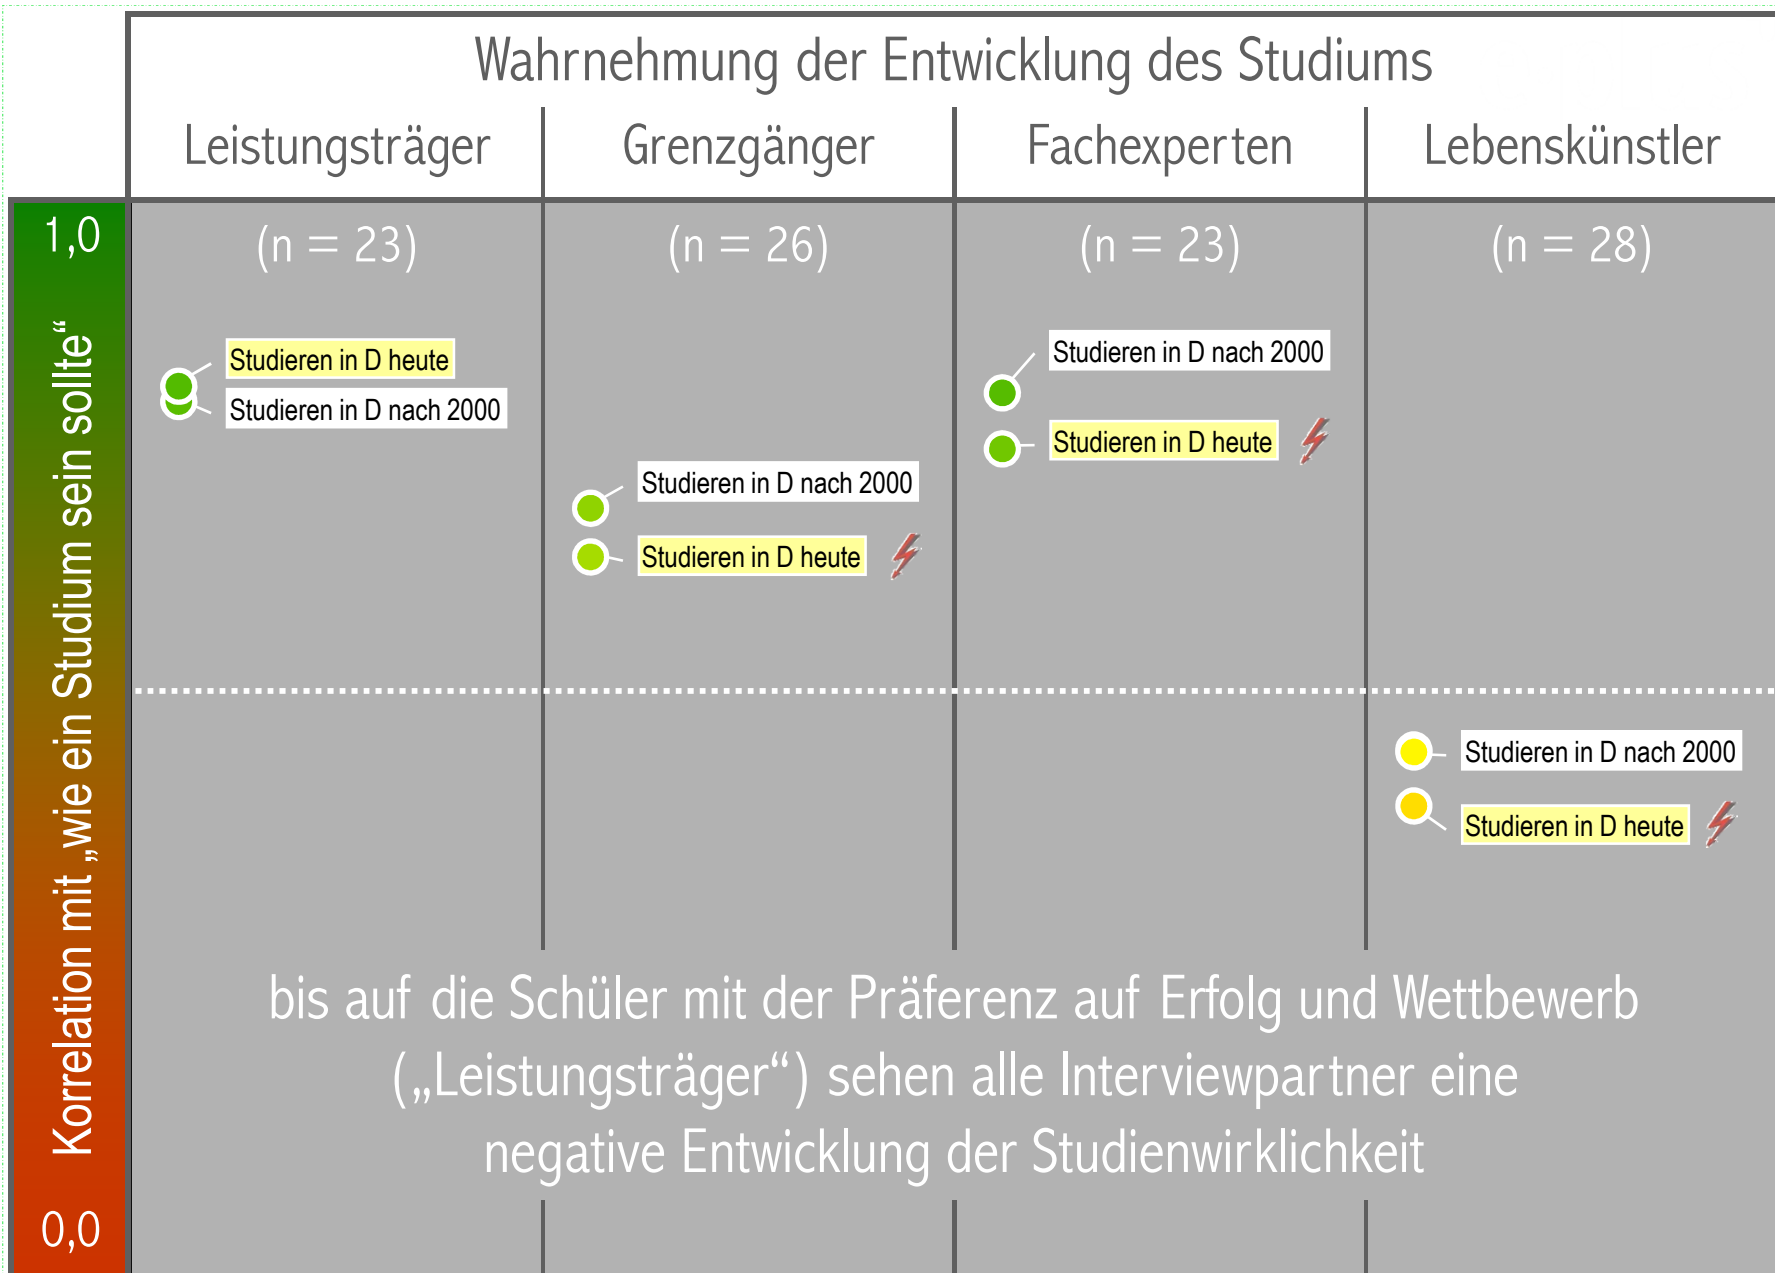 Wahrnehmung der Entwicklung des Studiums
Leistungsträger
Grenzgänger
Fachexperten
Lebenskünstler
1,0
Korrelation mit „wie ein Studium sein sollte“
0,0
(n = 23)
(n = 26)
(n = 23)
(n = 28)
Studieren in D heute
Studieren in D nach 2000
Studieren in D nach 2000
Studieren in D heute
Studieren in D nach 2000
Studieren in D heute
Studieren in D nach 2000
Studieren in D heute
bis auf die Schüler mit der Präferenz auf Erfolg und Wettbewerb
(„Leistungsträger“) sehen alle Interviewpartner eine
negative Entwicklung der Studienwirklichkeit